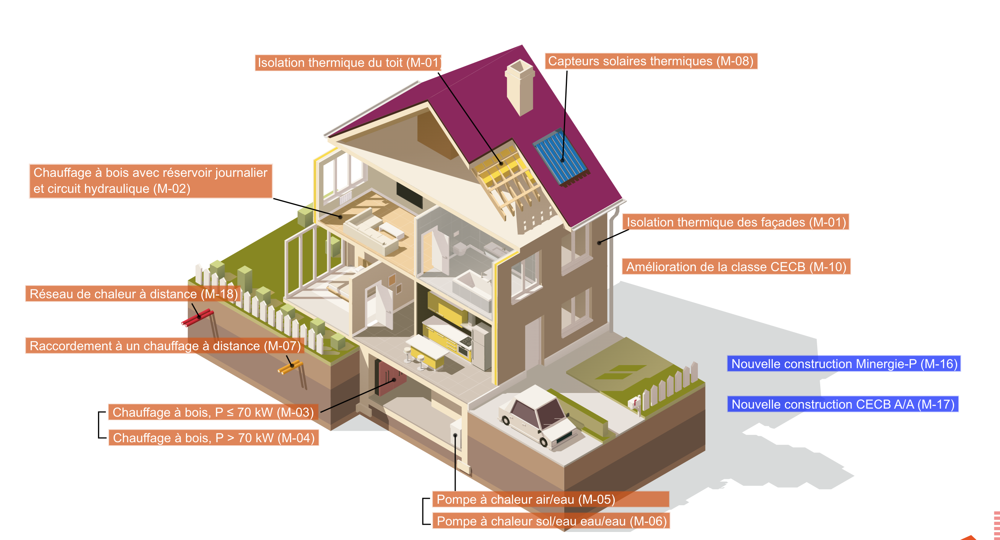 Isolation thermique du toit (M-01)
Capteurs solaires thermiques (M-08)
Chauffage à bois avec réservoir journalier
et circuit hydraulique (M-02)
Isolation thermique des façades (M-01)
Amélioration de la classe CECB (M-10)
Réseau de chaleur à distance (M-18)
Raccordement à un chauffage à distance (M-07)
Nouvelle construction Minergie-P (M-16)
Nouvelle construction CECB A/A (M-17)
Chauffage à bois, P ≤ 70 kW (M-03)
Chauffage à bois, P > 70 kW (M-04)
Pompe à chaleur air/eau (M-05)
Pompe à chaleur sol/eau eau/eau (M-06)